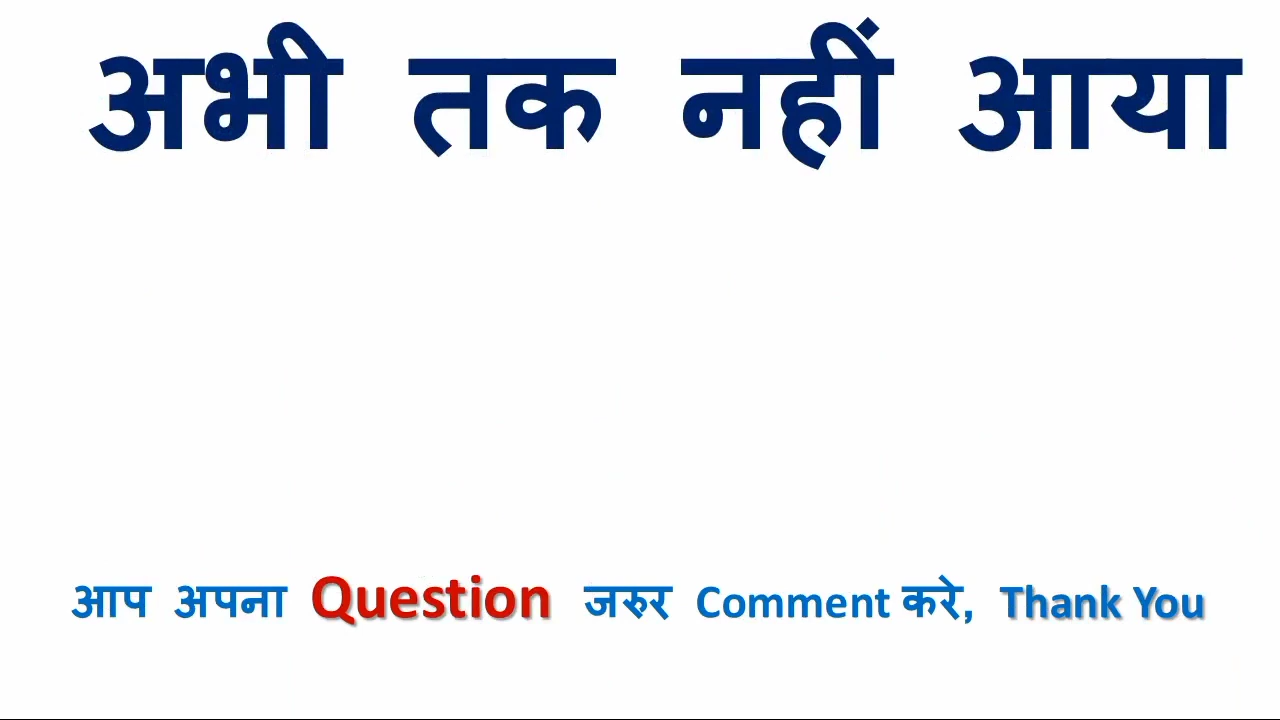 अभी तक नहीं आया
आप अपना Question जरुर Comment करे, Thank You